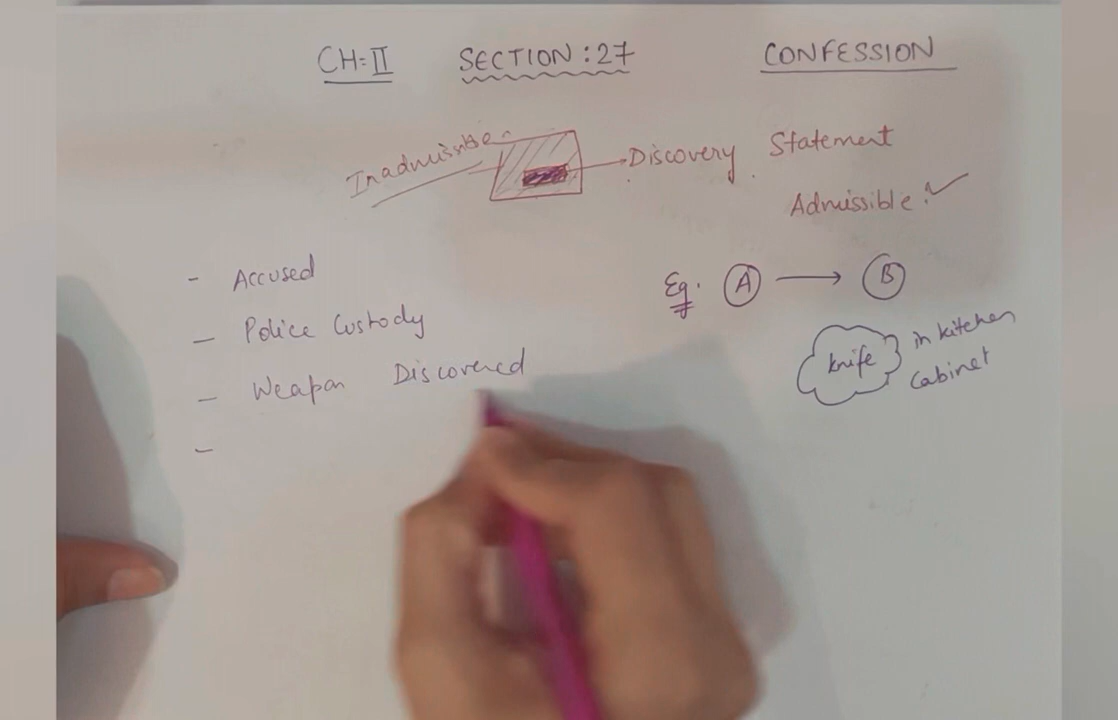 CH=II SECTION : 27 CONFESSION
Inadmissible
Discovery Statement
Admissible ✓
- Accused
- Police Custody
- Weapon Discovered
-
Eg. A → B
knife in kitchen
cabinet